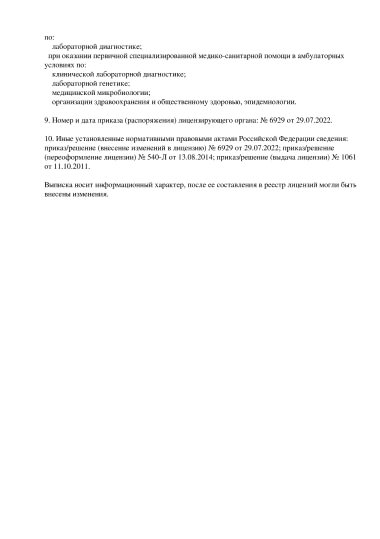 по:
лабораторной диагностике;
при оказании первичной специализированной медико-санитарной помощи в амбулаторных
условиях по:
клинической лабораторной диагностике;
лабораторной генетике;
медицинской микробиологии;
организации здравоохранения и общественному здоровью, эпидемиологии.
9. Номер и дата приказа (распоряжения) лицензирующего органа: № 6929 от 29.07.2022.
10. Иные установленные нормативными правовыми актами Российской Федерации сведения:
приказ/решение (внесение изменений в лицензию) № 6929 от 29.07.2022; приказ/решение
(переоформление лицензии) № 540-Л от 13.08.2014; приказ/решение (выдача лицензии) № 1061
от 11.10.2011.
Выписка носит информационный характер, после ее составления в реестр лицензий могли быть
внесены изменения.